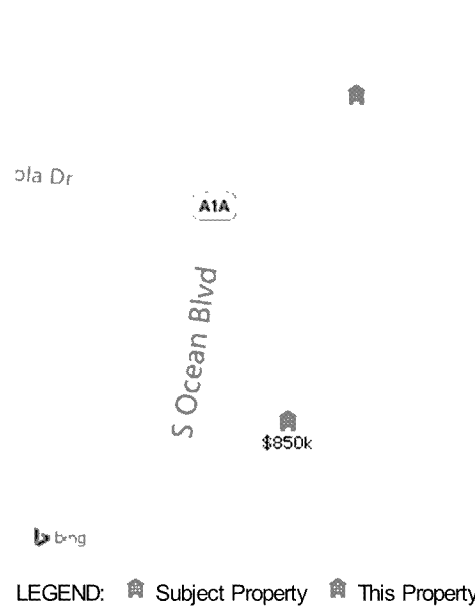 ola Dr
A1A
S Ocean Blvd
$850k
bing
LEGEND: Subject Property This Property